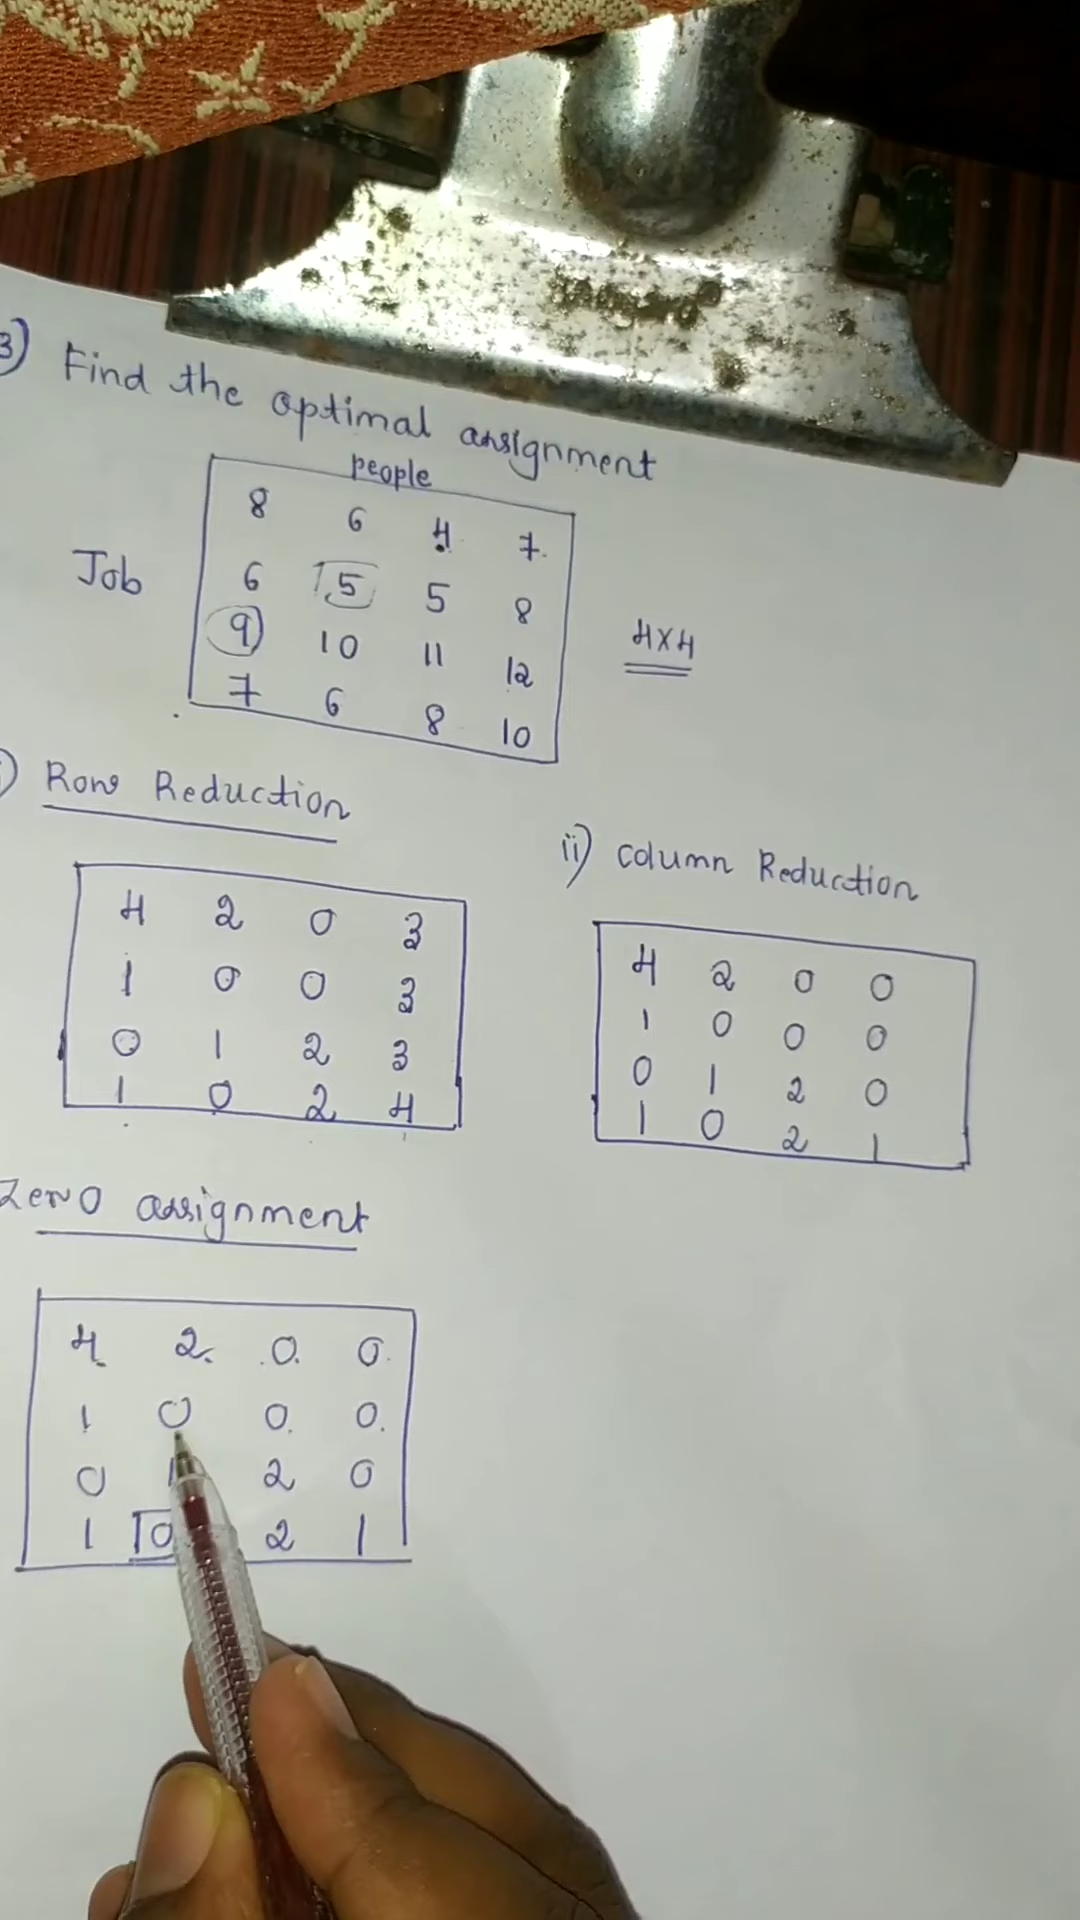 3) Find the optimal assignment
people
Job
8 6 4 7
6 5 5 8
9 10 11 12
7 6 8 10
4x4
i) Row Reduction
4 2 0 3
1 0 0 3
0 1 2 3
1 0 2 4
ii) Column Reduction
4 2 0 0
1 0 0 0
0 1 2 0
1 0 2 1
Zero assignment
4 2 0 0
1 0 0 0
0 1 2 0
1 0 2 1